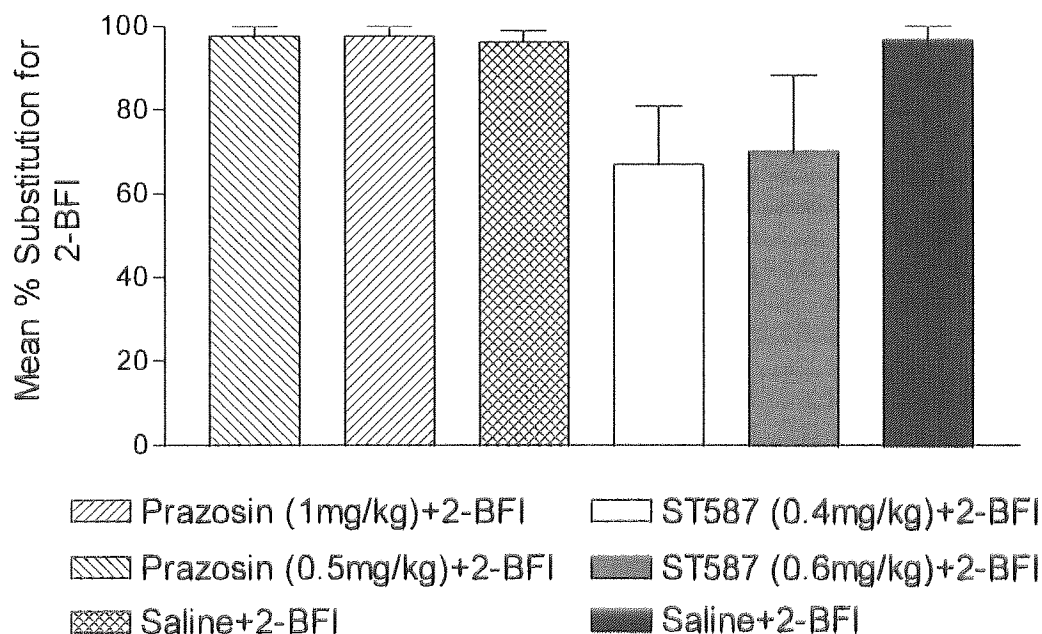 Mean % Substitution for
2-BFI
100
80
60
40
20
0
Prazosin (1mg/kg)+2-BFI
ST587 (0.4mg/kg)+2-BFI
Prazosin (0.5mg/kg)+2-BFI
ST587 (0.6mg/kg)+2-BFI
Saline+2-BFI
Saline+2-BFI